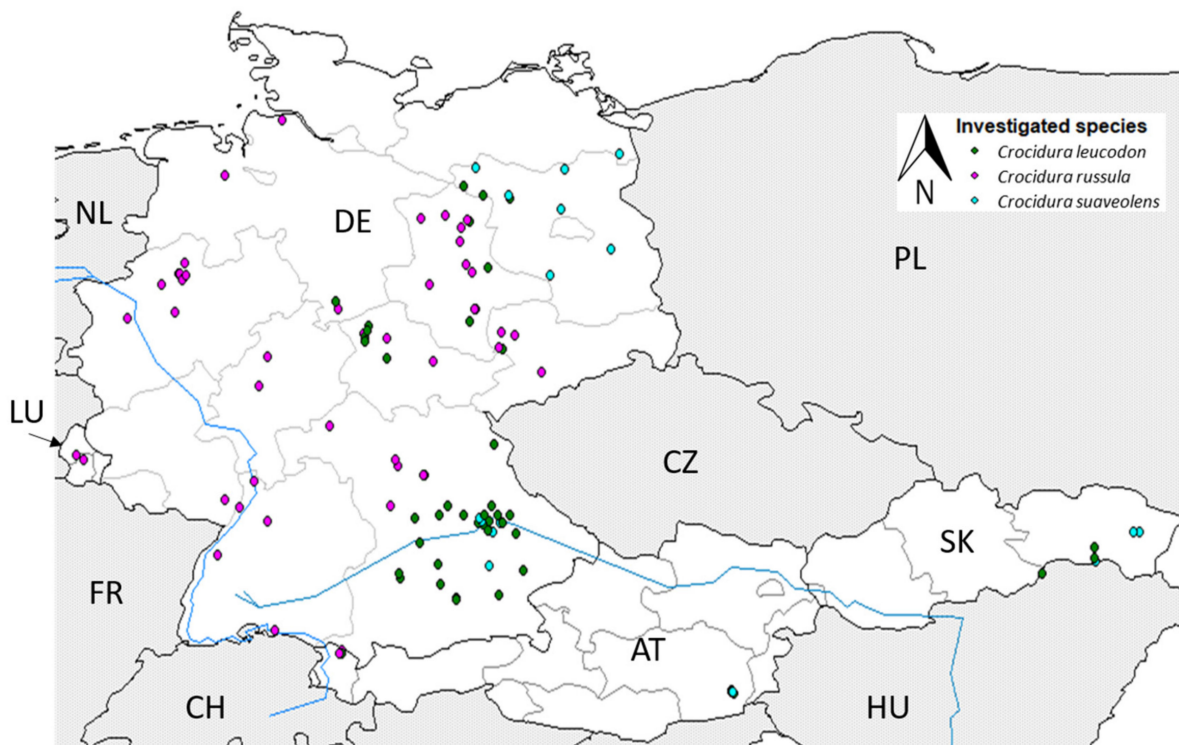 Investigated species
Crocidura leucodon
Crocidura russula
Crocidura suaveolens
N
NL
DE
PL
LU
CZ
SK
FR
AT
CH
HU